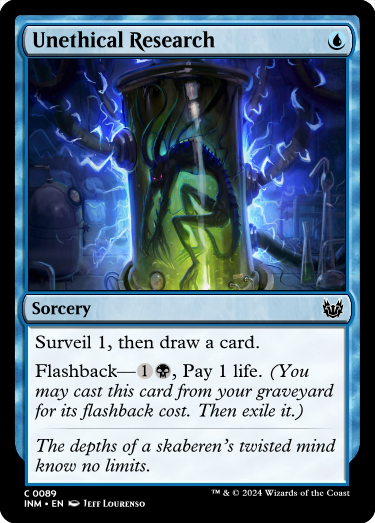 Unethical Research
Sorcery
Surveil 1, then draw a card.
Flashback—1, Pay 1 life. (You
may cast this card from your graveyard
for its flashback cost. Then exile it.)
The depths of a skaberen's twisted mind
know no limits.
C 0089
INM • EN Jeff Lourenso
™ & © 2024 Wizards of the Coast